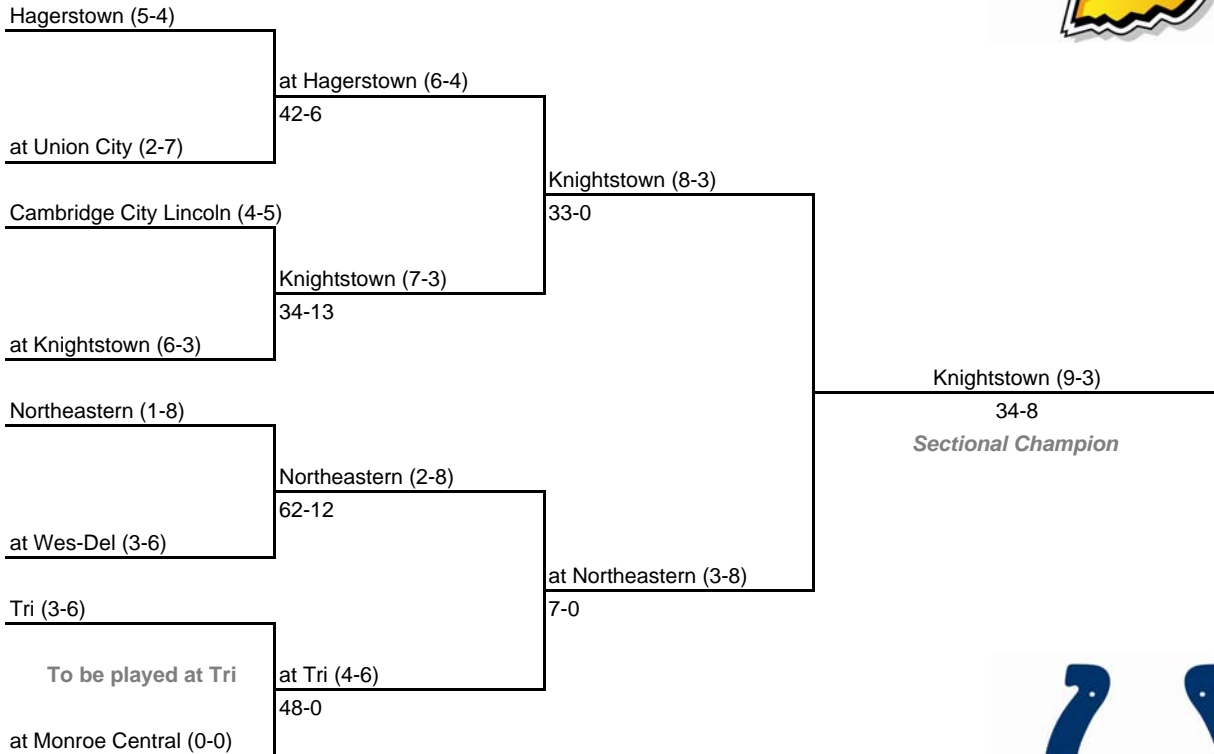 Hagerstown (5-4)
at Hagerstown (6-4)
42-6
at Union City (2-7)
Knightstown (8-3)
33-0
Cambridge City Lincoln (4-5)
Knightstown (7-3)
34-13
at Knightstown (6-3)
Knightstown (9-3)
34-8
Sectional Champion
Northeastern (1-8)
Northeastern (2-8)
62-12
at Wes-Del (3-6)
at Northeastern (3-8)
7-0
Tri (3-6)
To be played at Tri
at Tri (4-6)
48-0
at Monroe Central (0-0)